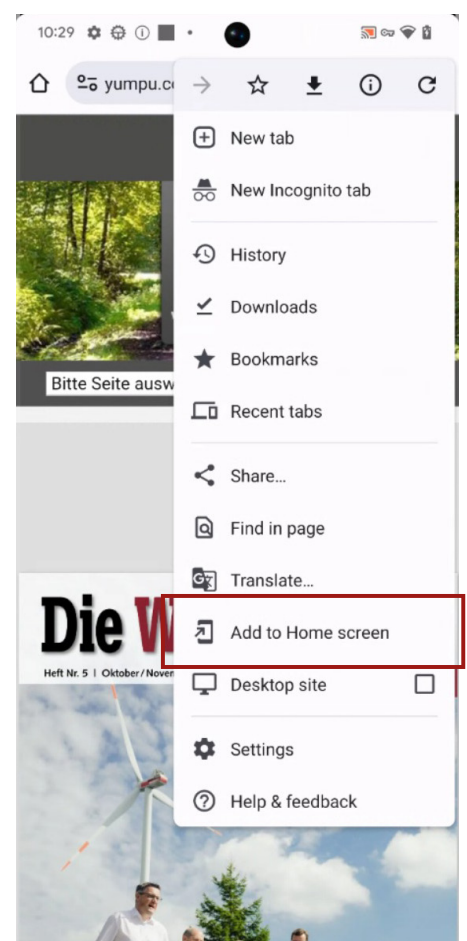 10:29
yumpu.c
New tab
New Incognito tab
History
Downloads
Bookmarks
Bitte Seite ausw
Recent tabs
Share...
Find in page
Translate...
Die W
Add to Home screen
Heft Nr. 5 | Oktober/Novem
Desktop site
Settings
Help & feedback